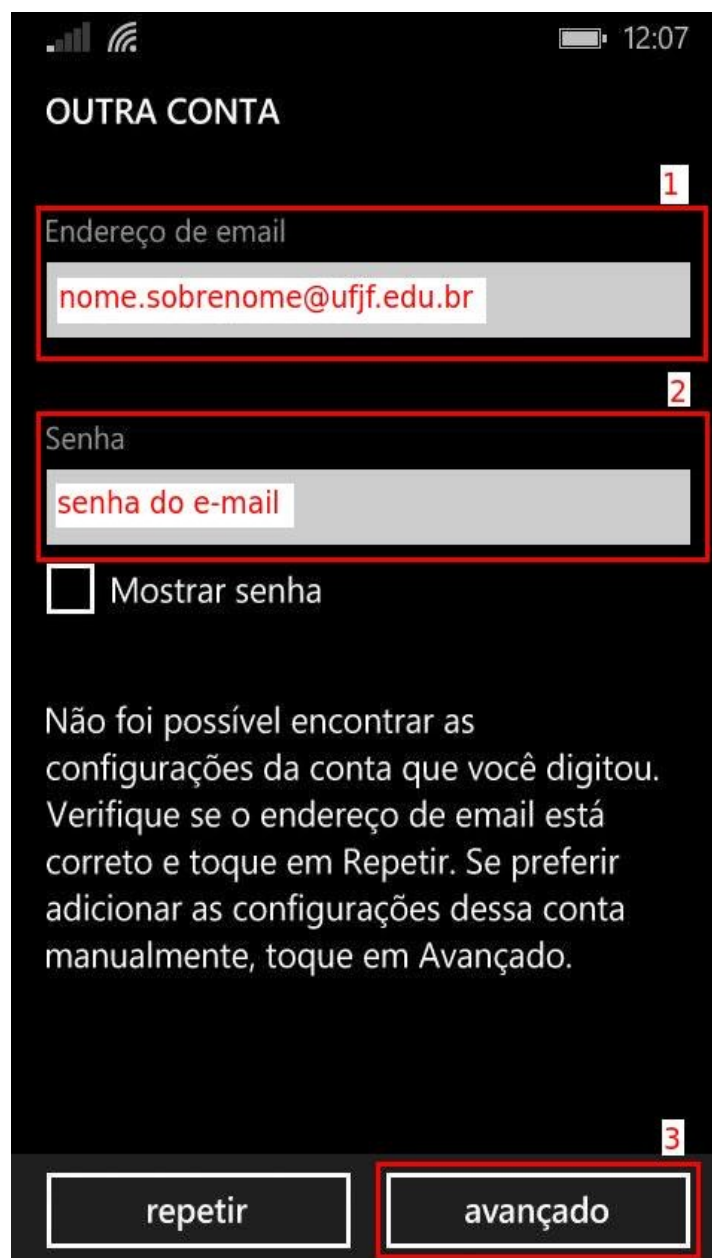 12:07
OUTRA CONTA
1
Endereço de email
nome.sobrenome@ufjf.edu.br
2
Senha
senha do e-mail
Mostrar senha
Não foi possível encontrar as
configurações da conta que você digitou.
Verifique se o endereço de email está
correto e toque em Repetir. Se preferir
adicionar as configurações dessa conta
manualmente, toque em Avançado.
3
repetir
avançado